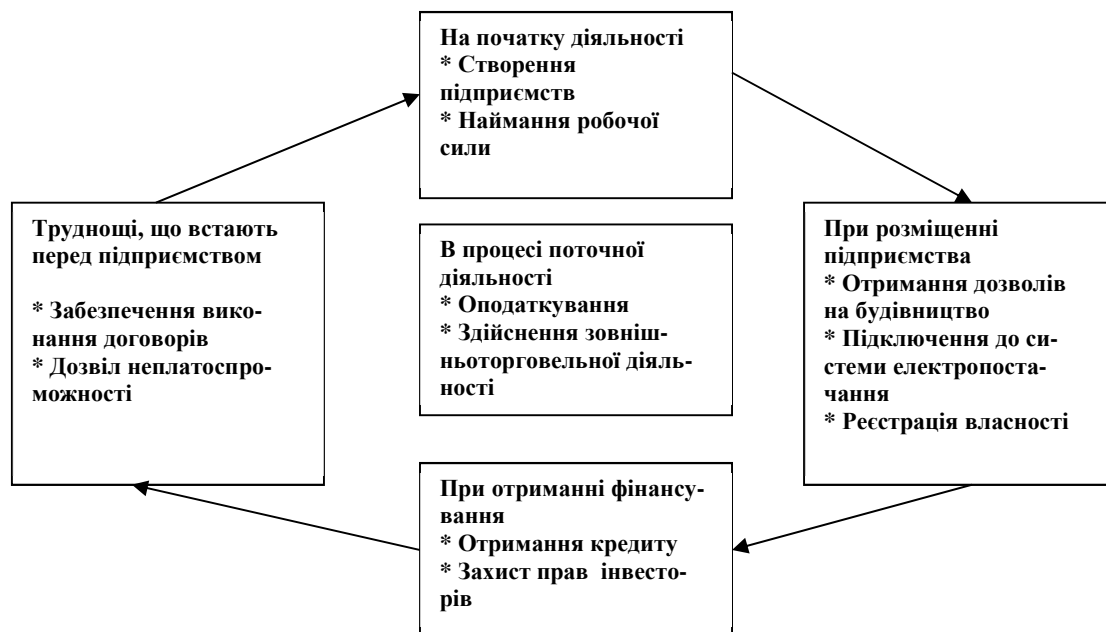 На початку діяльності
* Створення
підприємств
* Наймання робочої
сили
Труднощі, що встають
перед підприємством
* Забезпечення вико-
нання договорів
* Дозвіл неплатоспро-
можності
В процесі поточної
діяльності
* Оподаткування
* Здійснення зовніш-
ньоторговельної діяль-
ності
При розміщенні
підприємства
* Отримання дозволів
на будівництво
* Підключення до си-
стеми електропоста-
чання
* Реєстрація власності
При отриманні фінансу-
вання
* Отримання кредиту
* Захист прав  інвесто-
рів